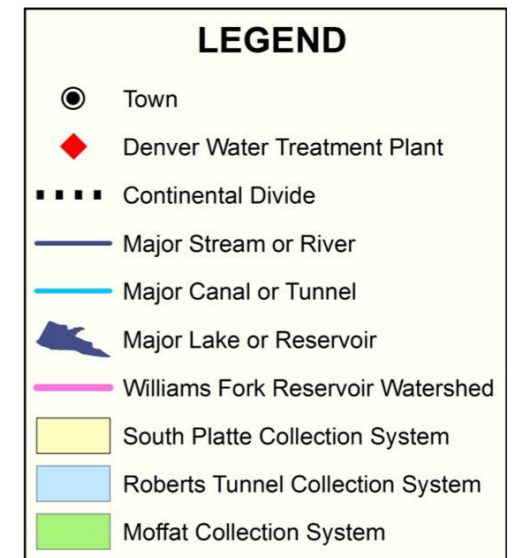 LEGEND
Town
Denver Water Treatment Plant
Continental Divide
Major Stream or River
Major Canal or Tunnel
Major Lake or Reservoir
Williams Fork Reservoir Watershed
South Platte Collection System
Roberts Tunnel Collection System
Moffat Collection System